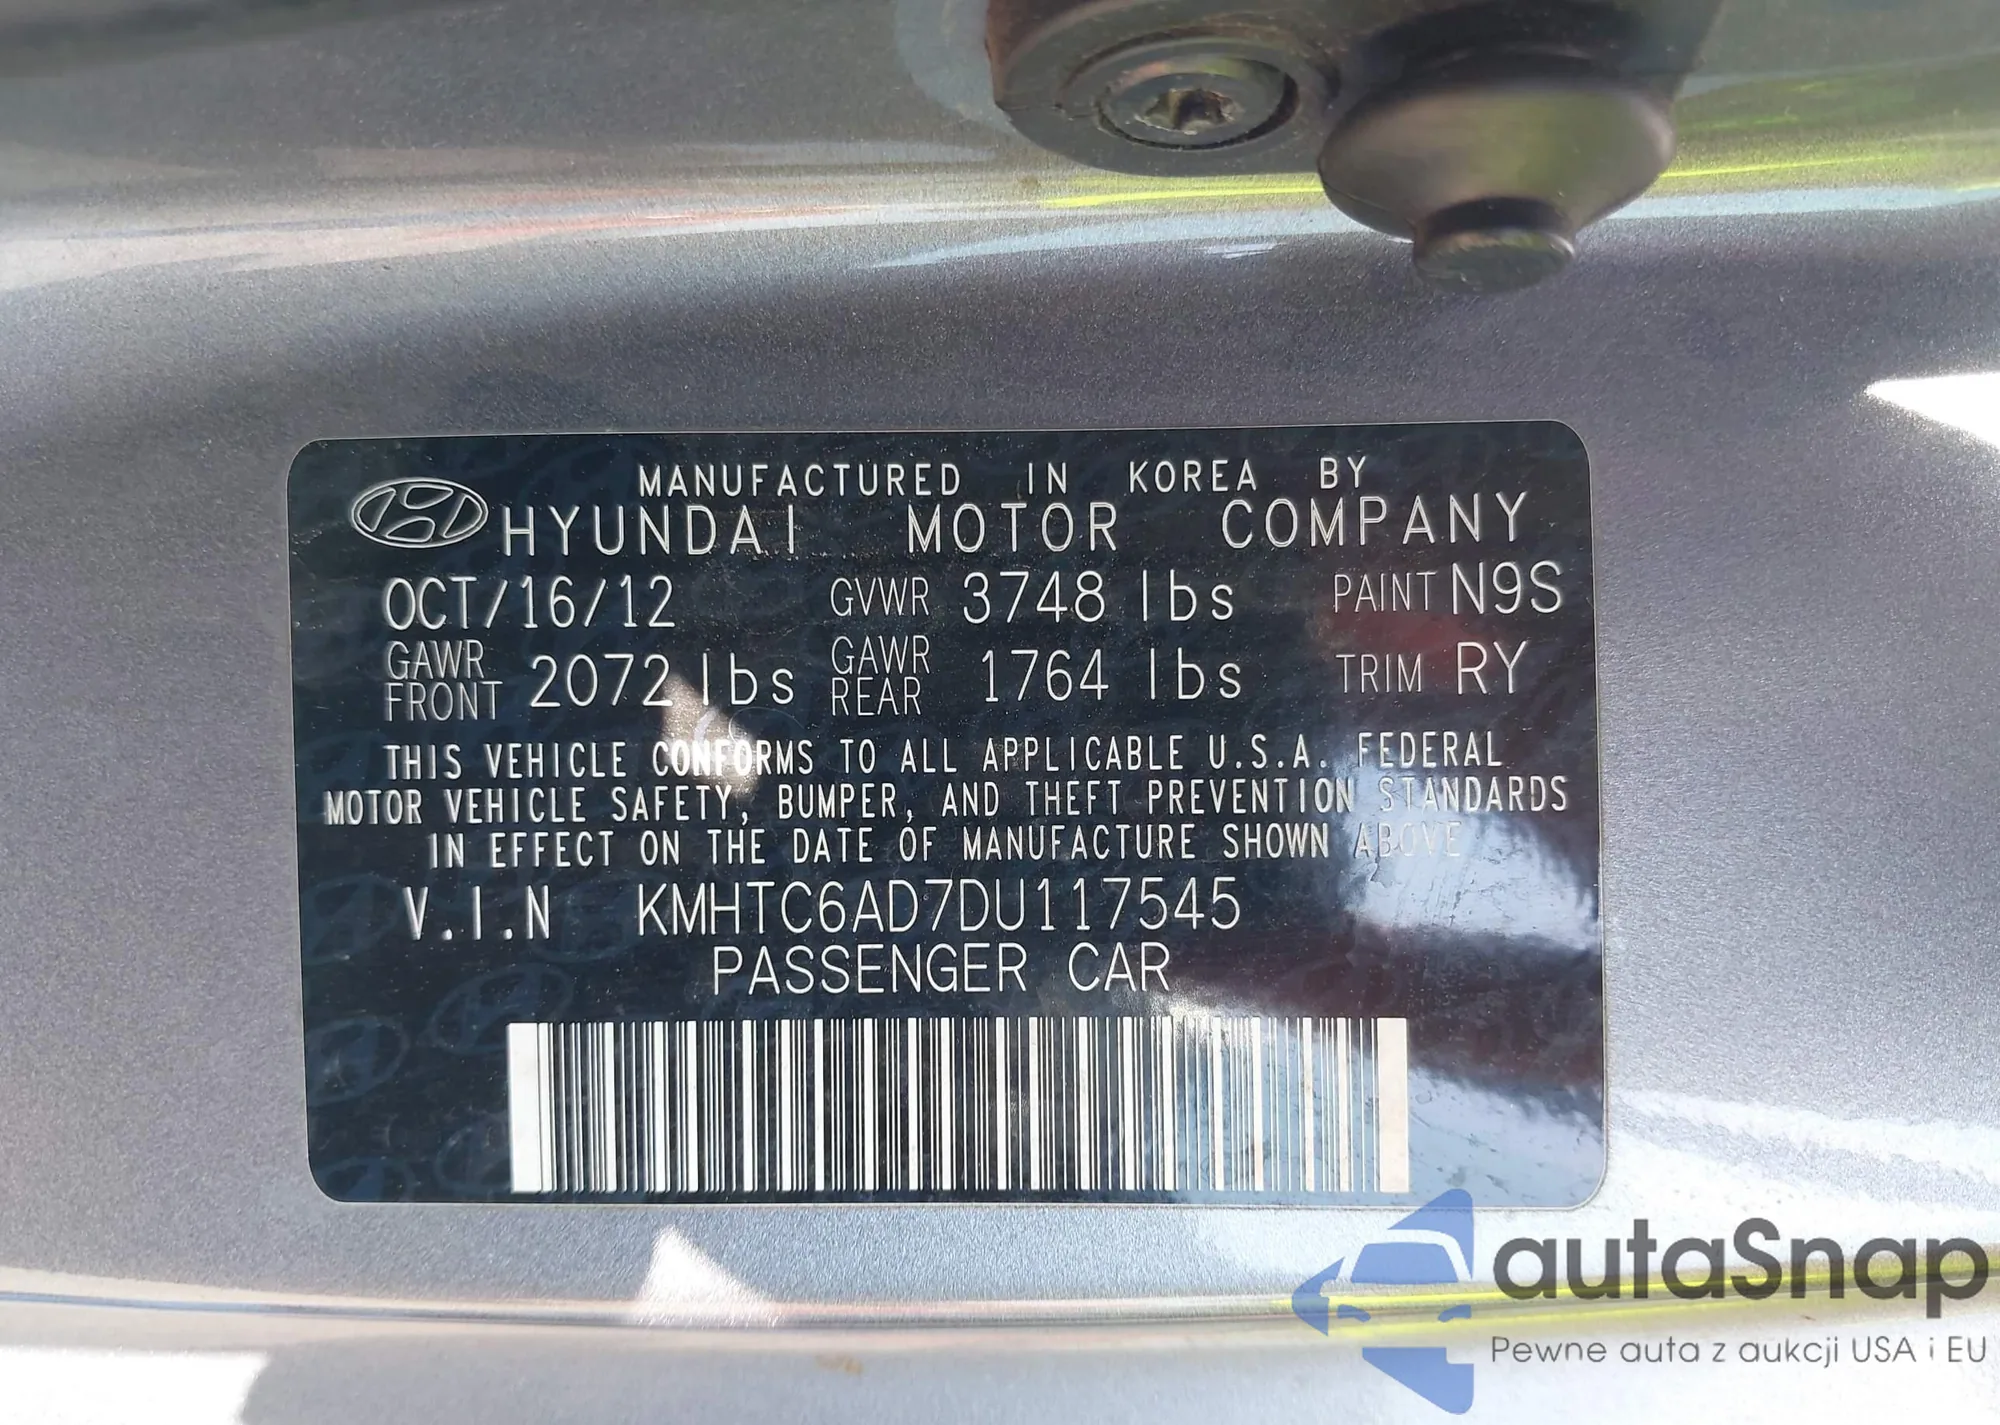 MANUFACTURED IN KOREA BY
HYUNDAI MOTOR COMPANY
OCT/16/12 GVWR 3748 lbs PAINT N9S
GAWR FRONT 2072 lbs GAWR REAR 1764 lbs TRIM RY
THIS VEHICLE CONFORMS TO ALL APPLICABLE U.S.A. FEDERAL
MOTOR VEHICLE SAFETY, BUMPER, AND THEFT PREVENTION STANDARDS
IN EFFECT ON THE DATE OF MANUFACTURE SHOWN ABOVE
V.I.N KMHTC6AD7DU117545
PASSENGER CAR
autaSnap
Pewne auta z aukcji USA i EU